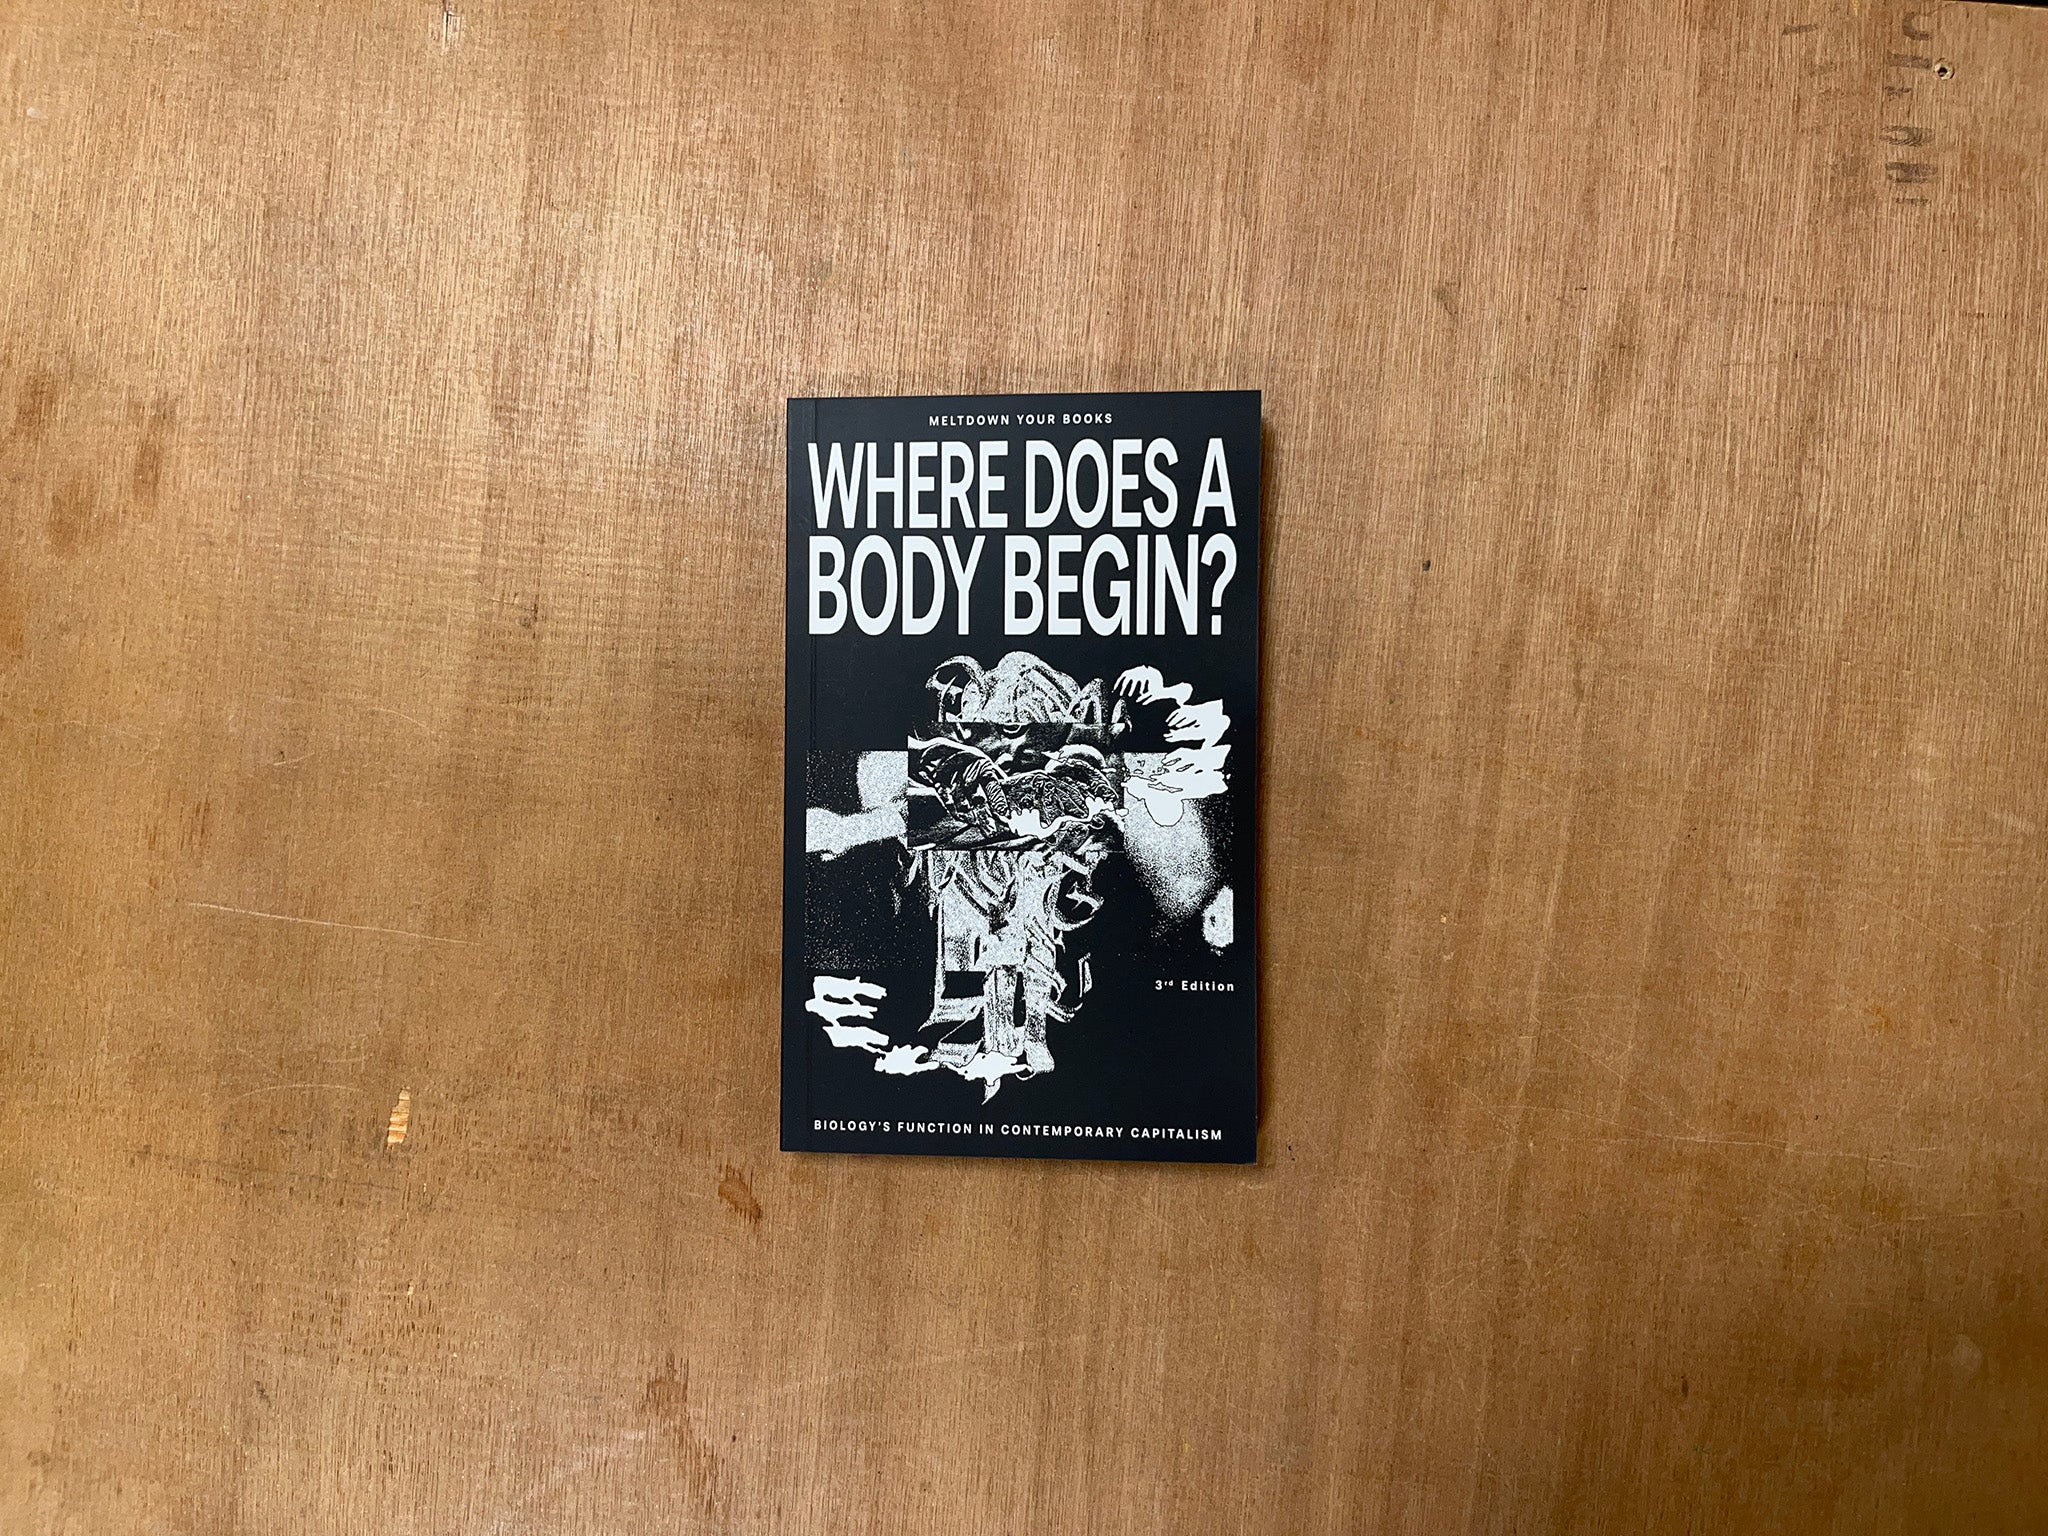 MELTDOWN YOUR BOOKS
WHERE DOES A
BODY BEGIN?
3rd Edition
BIOLOGY'S FUNCTION IN CONTEMPORARY CAPITALISM